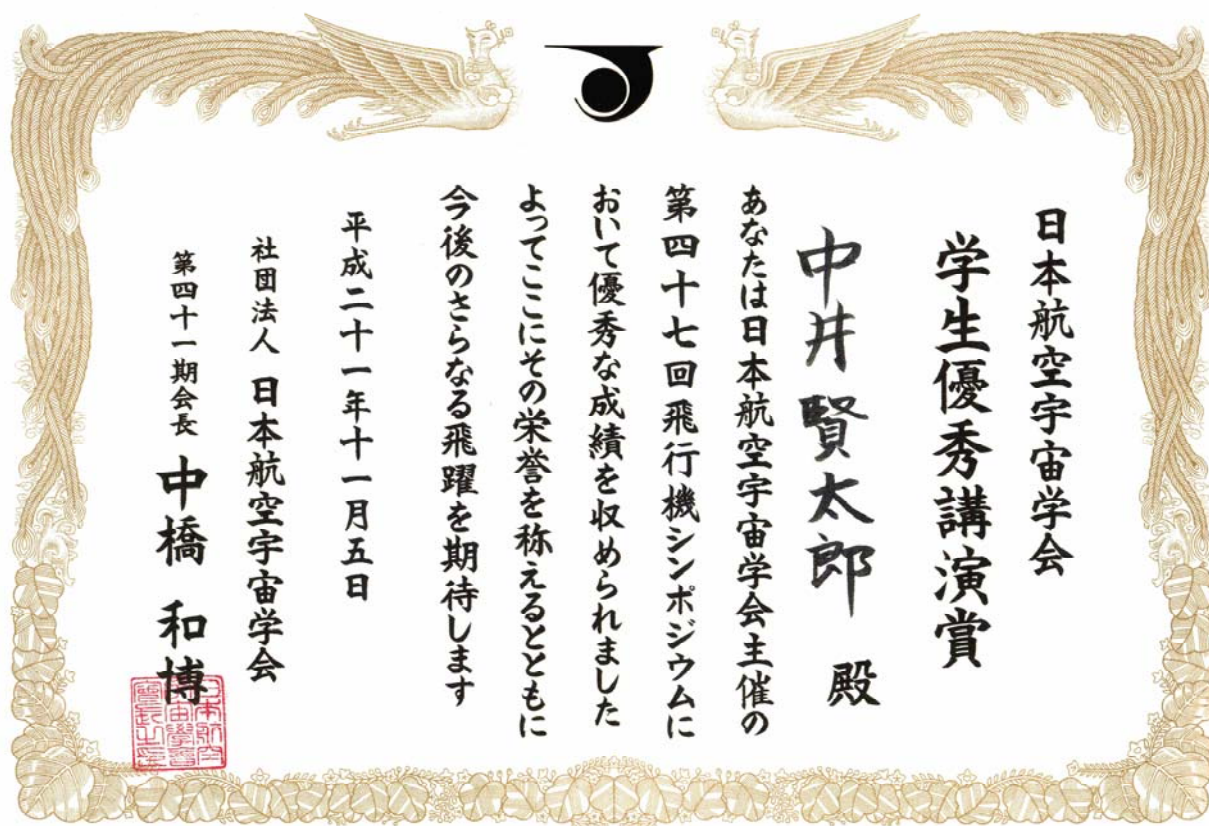 日本航空宇宙学会
学生優秀講演賞
中井賢太郎 殿
あなたは日本航空宇宙学会主催の
第四十七回飛行機シンポジウムに
おいて優秀な成績を収められました
よってここにその栄誉を称えるとともに
今後のさらなる飛躍を期待します
平成二十一年十一月五日
社団法人 日本航空宇宙学会
第四十一期会長 中橋 和博